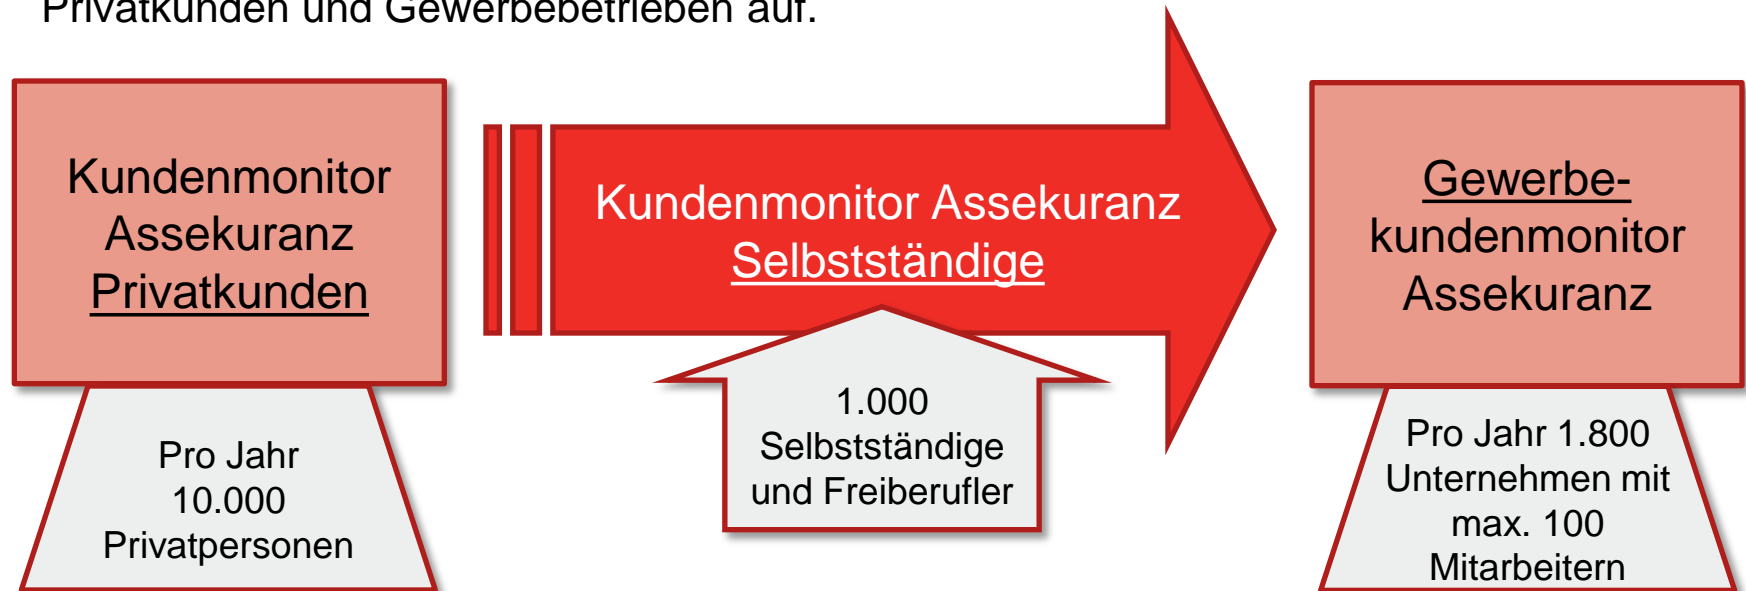 Privatkunden und Gewerbebetrieben auf.
Kundenmonitor
Assekuranz
Privatkunden
Pro Jahr
10.000
Privatpersonen
Kundenmonitor Assekuranz
Selbstständige
1.000
Selbstständige
und Freiberufler
Gewerbe-
kundenmonitor
Assekuranz
Pro Jahr 1.800
Unternehmen mit
max. 100
Mitarbeitern